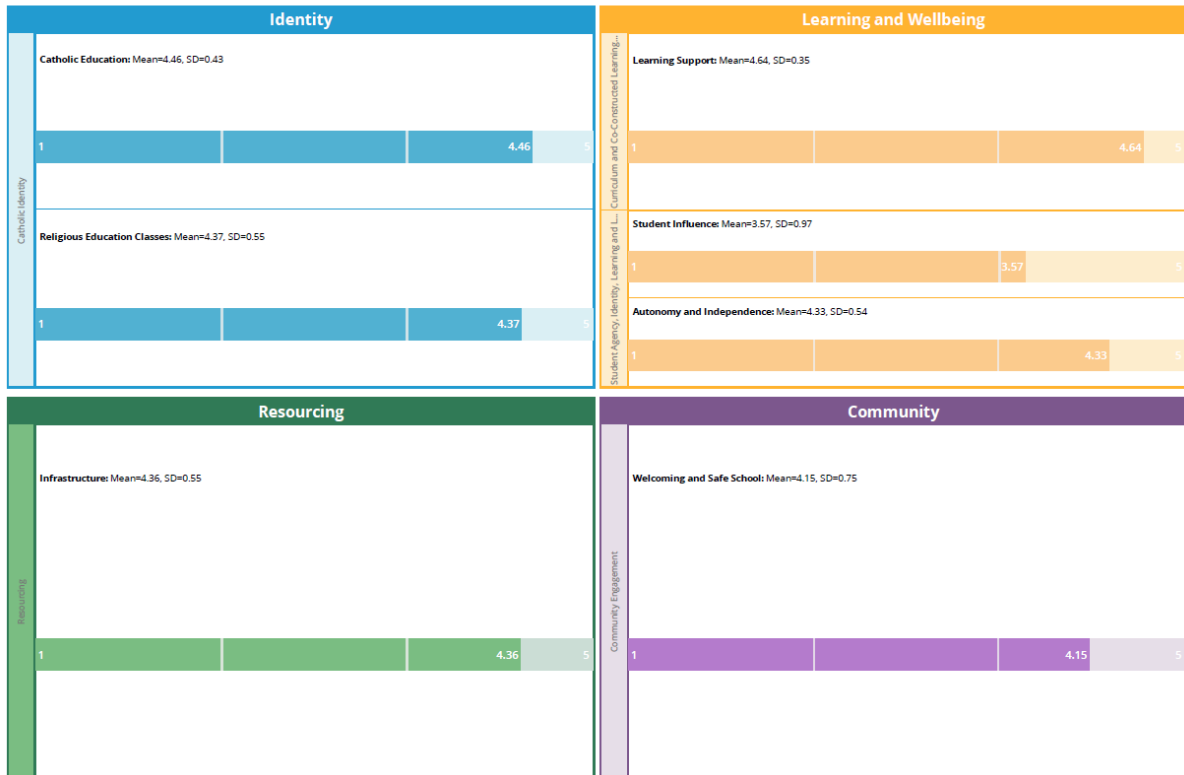 Identity
Catholic Identity
Catholic Education: Mean=4.46, SD=0.43
1 4.46 5
Religious Education Classes: Mean=4.37, SD=0.55
1 4.37 5
Learning and Wellbeing
Curriculum and Co-Constructed Learning...
Learning Support: Mean=4.64, SD=0.35
1 4.64 5
Student Agency, Identity, Learning and L...
Student Influence: Mean=3.57, SD=0.97
1 3.57 5
Autonomy and Independence: Mean=4.33, SD=0.54
1 4.33 5
Resourcing
Resourcing
Infrastructure: Mean=4.36, SD=0.55
1 4.36 5
Community
Community Engagement
Welcoming and Safe School: Mean=4.15, SD=0.75
1 4.15 5